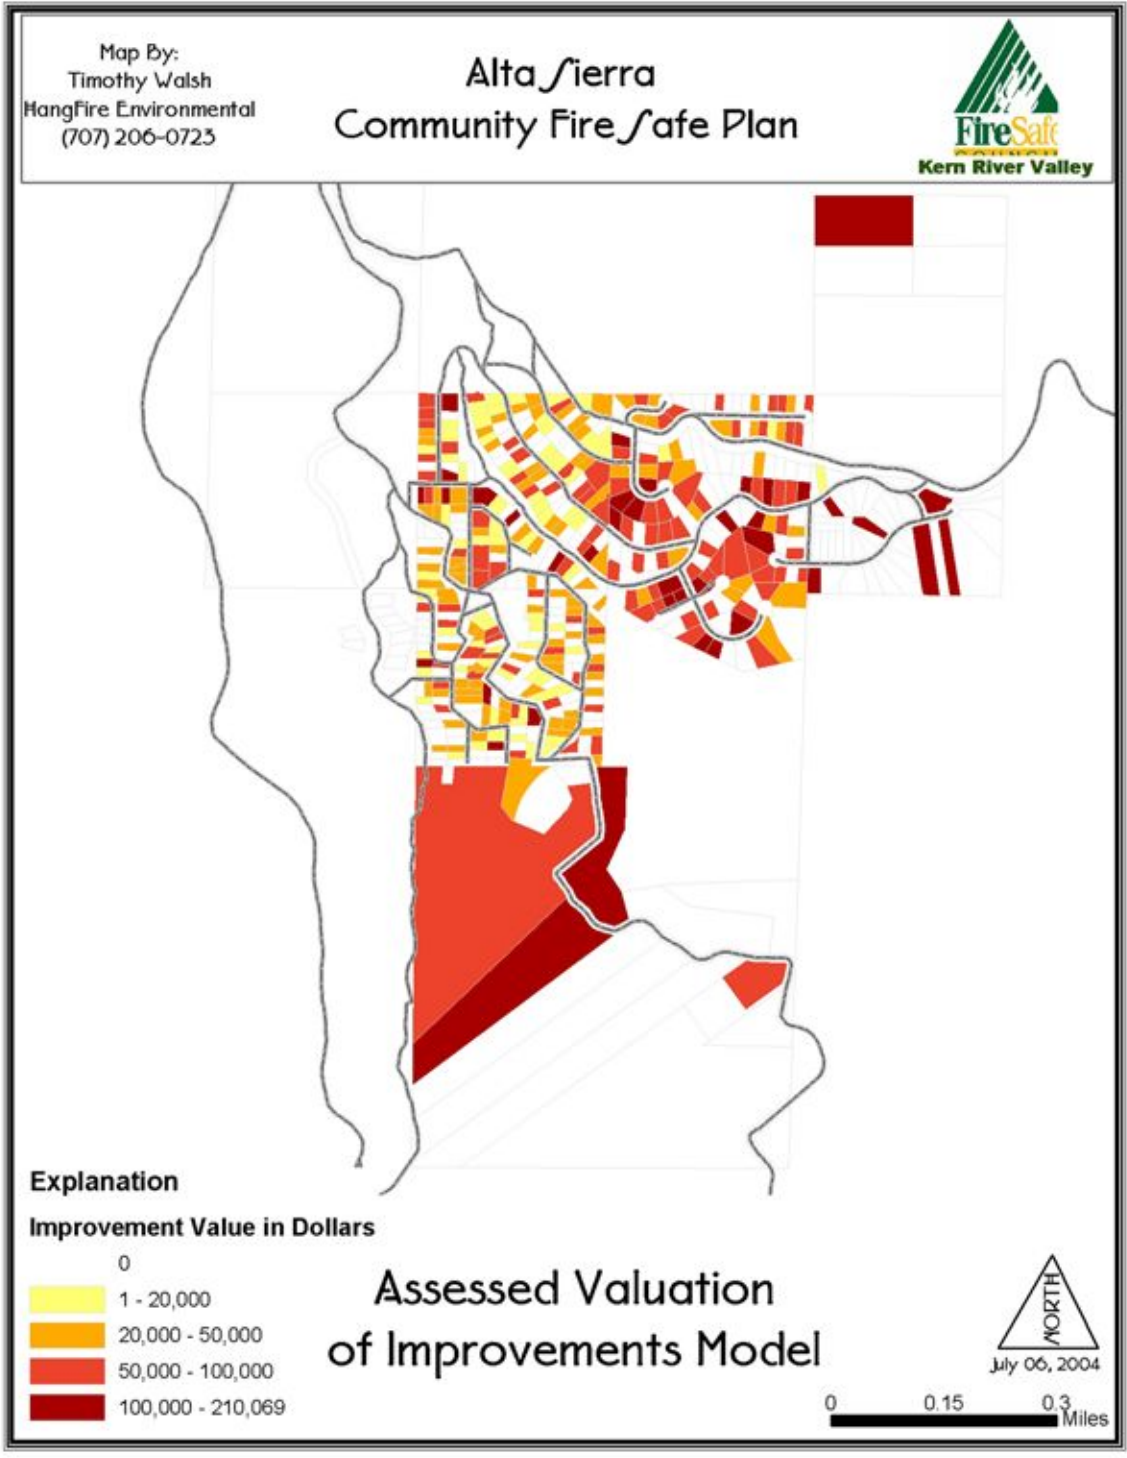 Map By:
Timothy Walsh
HangFire Environmental
(707) 206-0723
Alta Sierra
Community Fire Safe Plan
FireSafe
COUNCIL
Kern River Valley
Explanation
Improvement Value in Dollars
0
1 - 20,000
20,000 - 50,000
50,000 - 100,000
100,000 - 210,069
Assessed Valuation
of Improvements Model
NORTH
July 06, 2004
0 0.15 0.3
Miles